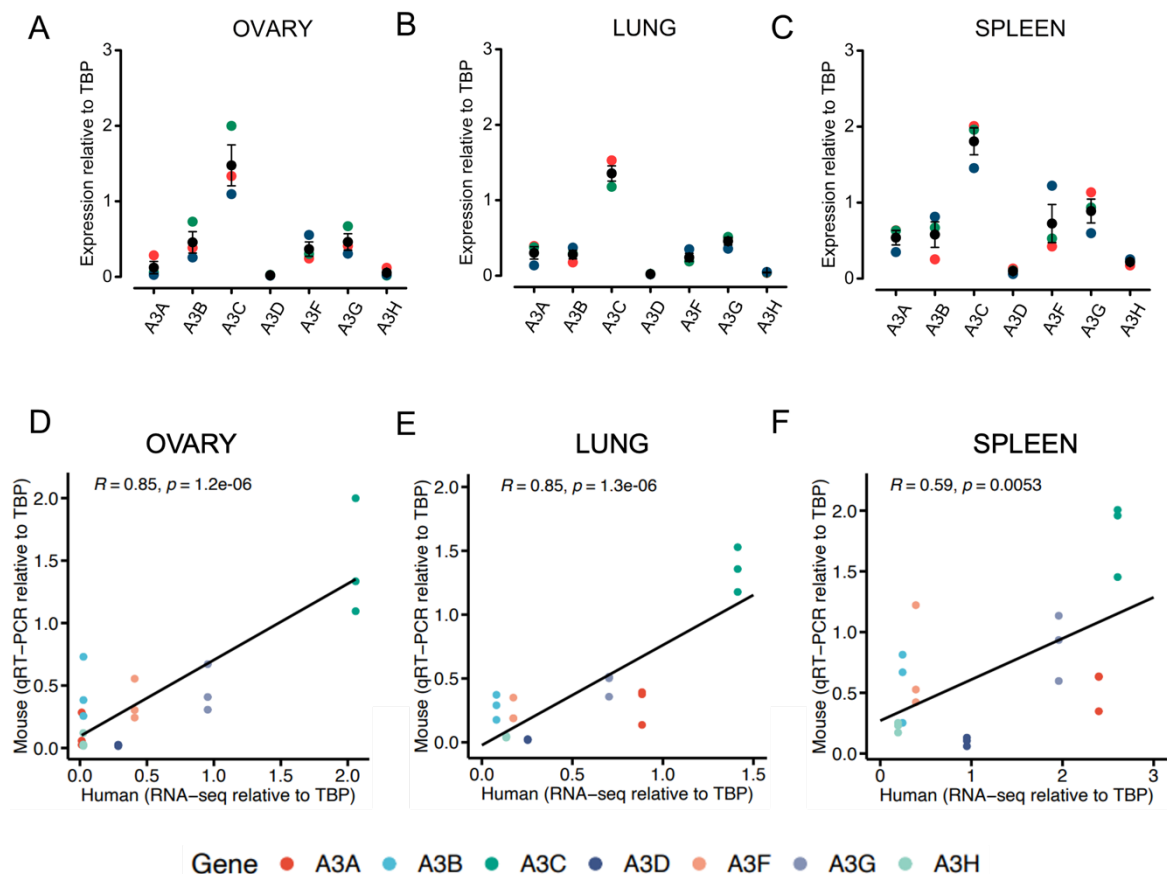 A OVARY
B LUNG
C SPLEEN
Expression relative to TBP
3
2
1
0
A3A A3B A3C A3D A3F A3G A3H
Expression relative to TBP
3
2
1
0
A3A A3B A3C A3D A3F A3G A3H
Expression relative to TBP
3
2
1
0
A3A A3B A3C A3D A3F A3G A3H
D OVARY
R = 0.85, p = 1.2e-06
Mouse (qRT-PCR relative to TBP)
2.0
1.5
1.0
0.5
0.0
0.0 0.5 1.0 1.5 2.0
Human (RNA-seq relative to TBP)
E LUNG
R = 0.85, p = 1.3e-06
Mouse (qRT-PCR relative to TBP)
2.0
1.5
1.0
0.5
0.0
0.0 0.5 1.0 1.5
Human (RNA-seq relative to TBP)
F SPLEEN
R = 0.59, p = 0.0053
Mouse (qRT-PCR relative to TBP)
2.0
1.5
1.0
0.5
0.0
0 1 2 3
Human (RNA-seq relative to TBP)
Gene A3A A3B A3C A3D A3F A3G A3H